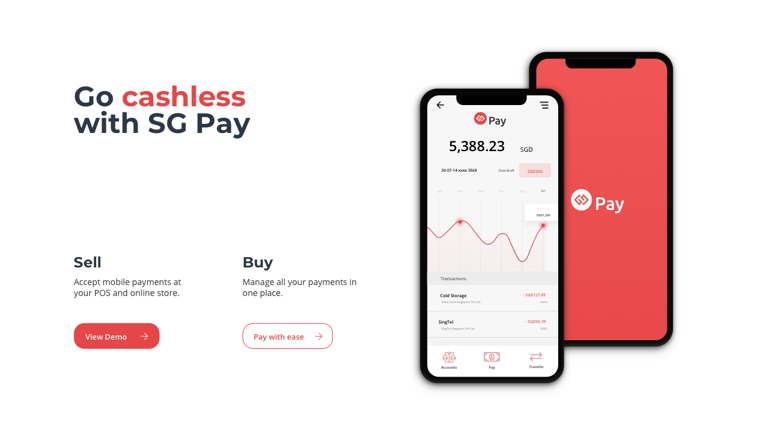 Go cashless
with SG Pay
Sell
Accept mobile payments at
your POS and online store.
View Demo
Buy
Manage all your payments in
one place.
Pay with ease
Pay
5,388.23 SGD
30-07-14 xxxx 3568 Overdraft
Transactions
Cold Storage
SingTel
Accounts Pay Transfer
Pay